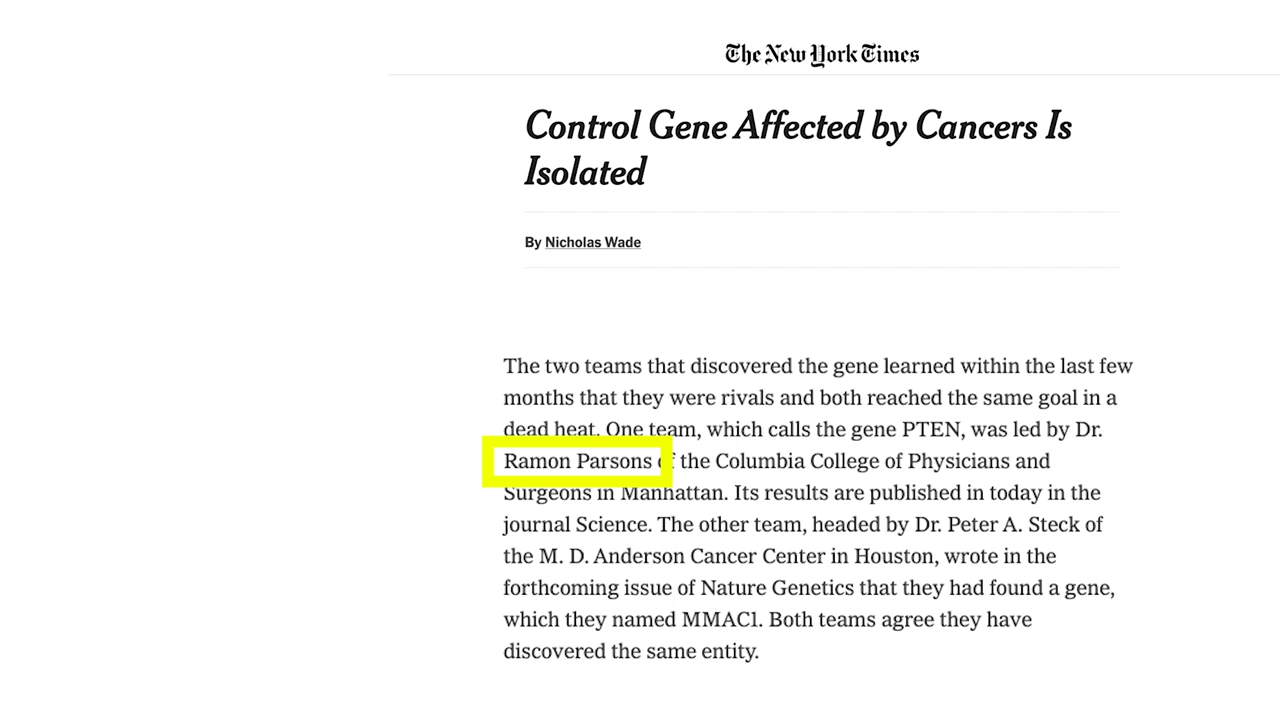 The New York Times
Control Gene Affected by Cancers Is
Isolated
By Nicholas Wade
The two teams that discovered the gene learned within the last few
months that they were rivals and both reached the same goal in a
dead heat. One team, which calls the gene PTEN, was led by Dr.
Ramon Parsons of the Columbia College of Physicians and
Surgeons in Manhattan. Its results are published in today in the
journal Science. The other team, headed by Dr. Peter A. Steck of
the M. D. Anderson Cancer Center in Houston, wrote in the
forthcoming issue of Nature Genetics that they had found a gene,
which they named MMAC1. Both teams agree they have
discovered the same entity.